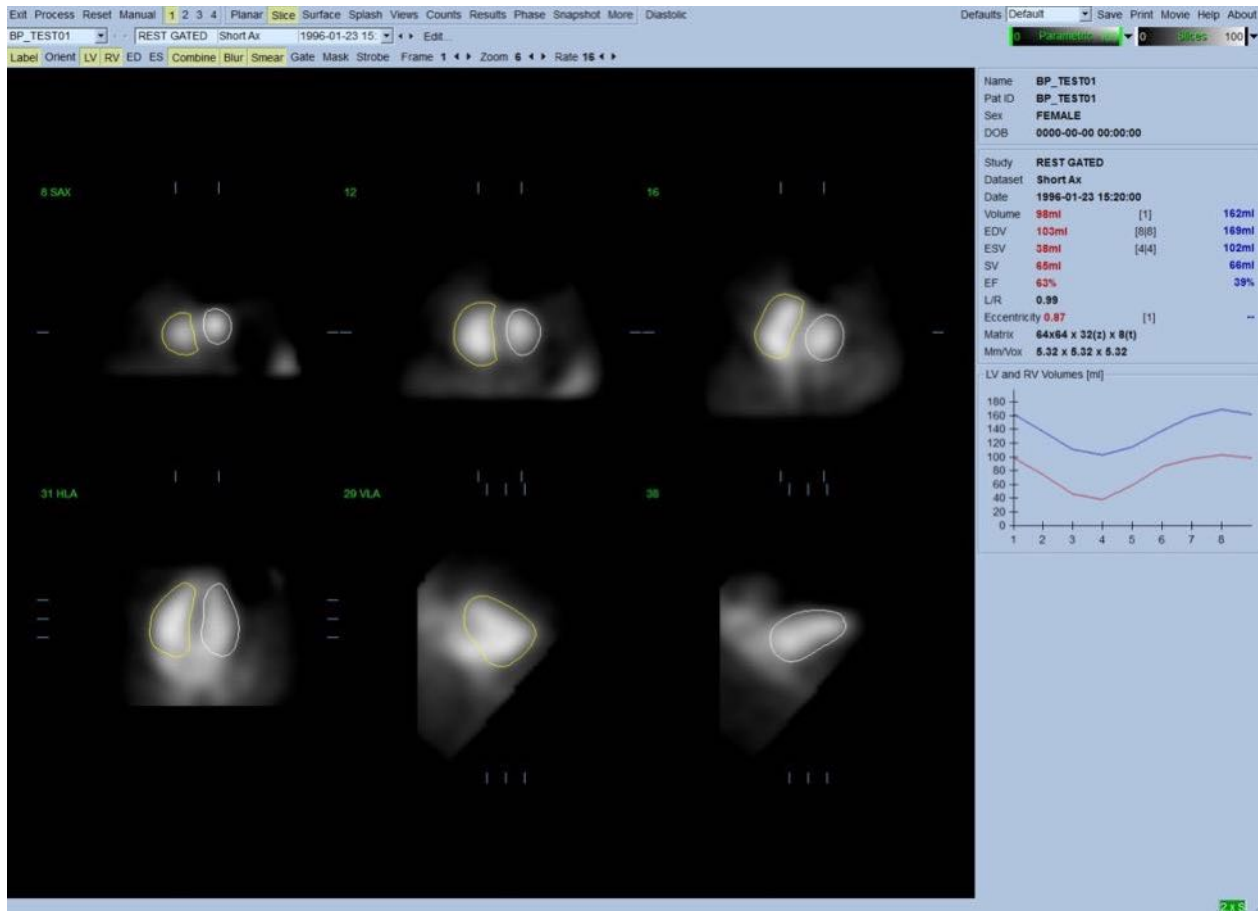 Exit Process Reset Manual 1 2 3 4 Planar Slice Surface Splash Views Counts Results Phase Snapshot More Diastolic Defaults Default Save Print Movie Help About
BP_TEST01 REST GATED Short Ax 1996-01-23 15: Edit... 0 Parametric 0 Slices 100
Label Orient LV RV ED ES Combine Blur Smear Gate Mask Strobe Frame 1 Zoom 6 Rate 16
8 SAX 12 16
31 HLA 29 VLA 38
Name BP_TEST01
Pat ID BP_TEST01
Sex FEMALE
DOB 0000-00-00 00:00:00
Study REST GATED
Dataset Short Ax
Date 1996-01-23 15:20:00
Volume 98ml [1] 162ml
EDV 103ml [8|8] 169ml
ESV 38ml [4|4] 102ml
SV 65ml 66ml
EF 63% 39%
L/R 0.99
Eccentricity 0.87 [1] --
Matrix 64x64 x 32(z) x 8(t)
Mm/Vox 5.32 x 5.32 x 5.32
LV and RV Volumes [ml]
180
160
140
120
100
80
60
40
20
0
1 2 3 4 5 6 7 8
2 x S